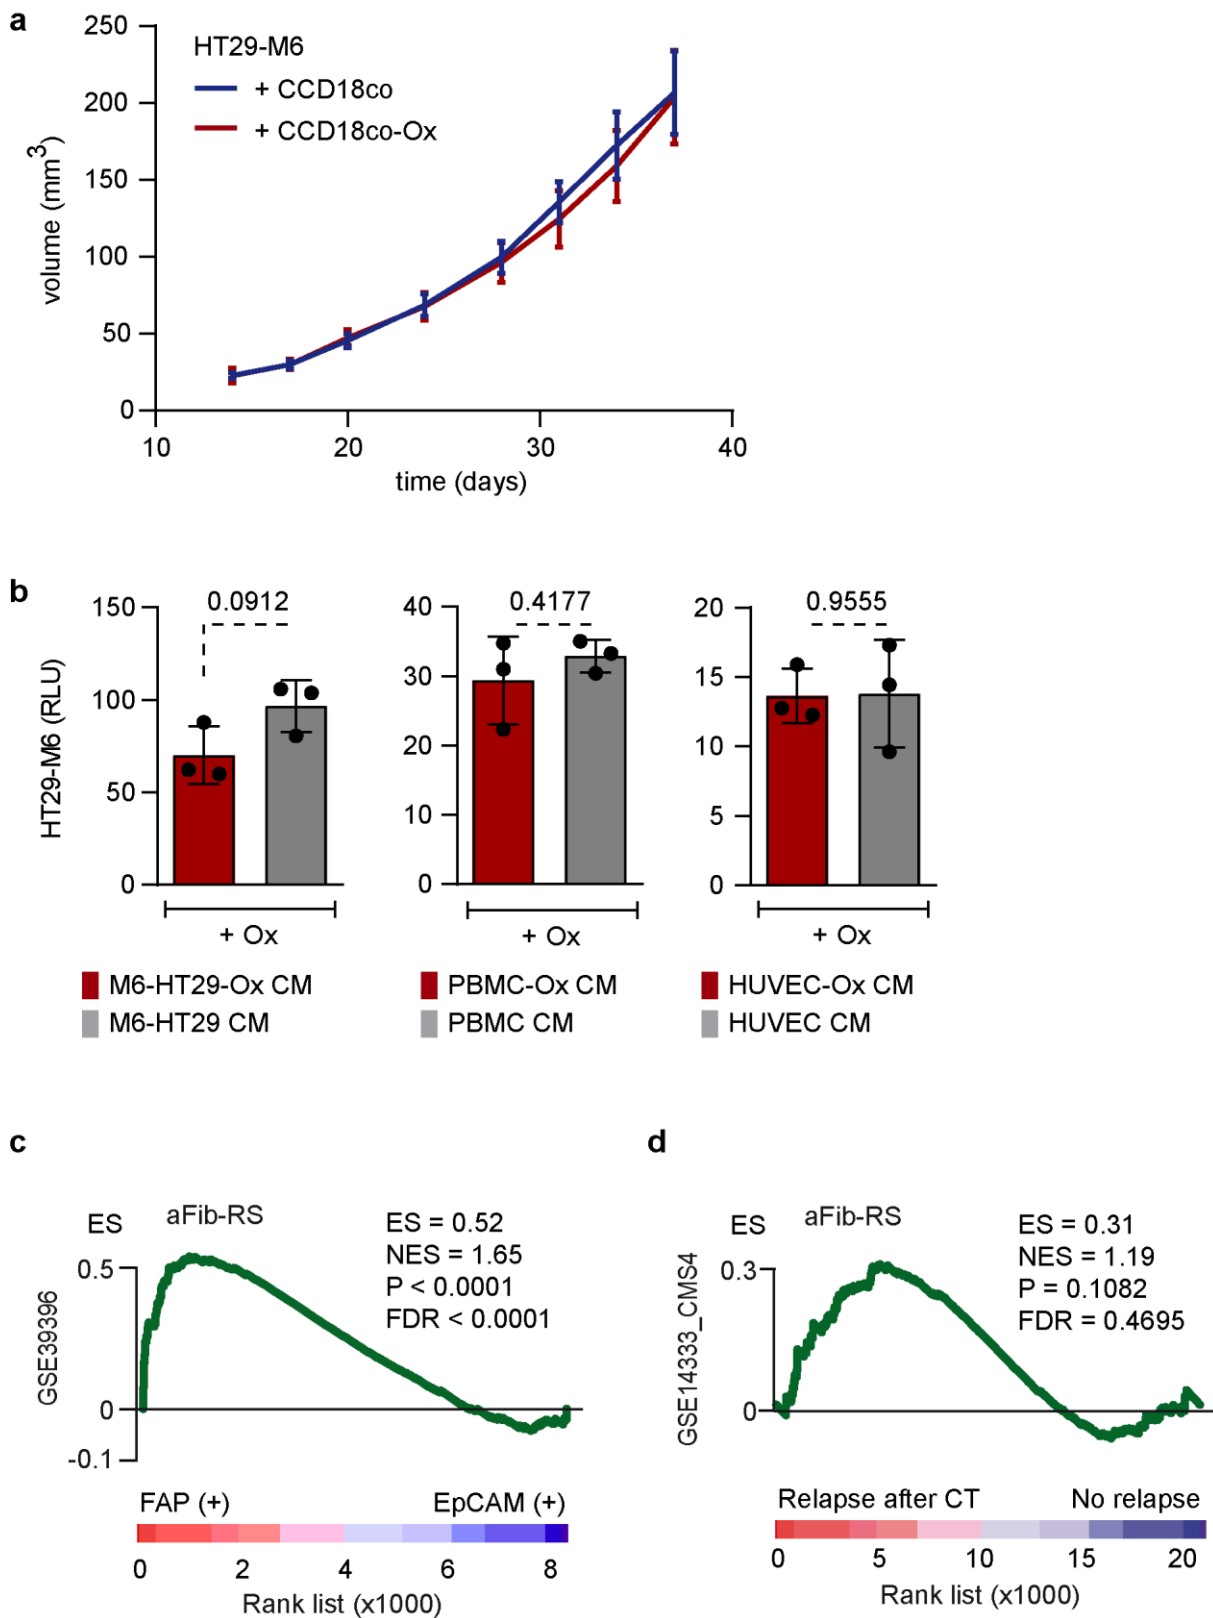 a
HT29-M6
+ CCD18co
+ CCD18co-Ox
volume (mm³)
250
200
150
100
50
0
10 20 30 40
time (days)
b
HT29-M6 (RLU)
150
100
50
0
0.0912
+ Ox
M6-HT29-Ox CM
M6-HT29 CM
40
30
20
10
0
0.4177
+ Ox
PBMC-Ox CM
PBMC CM
20
15
10
5
0
0.9555
+ Ox
HUVEC-Ox CM
HUVEC CM
c
ES
aFib-RS
ES = 0.52
NES = 1.65
P < 0.0001
FDR < 0.0001
GSE39396
0.5
0
-0.1
FAP (+) EpCAM (+)
0 2 4 6 8
Rank list (x1000)
d
ES
aFib-RS
ES = 0.31
NES = 1.19
P = 0.1082
FDR = 0.4695
GSE14333_CMS4
0.3
0
Relapse after CT No relapse
0 5 10 15 20
Rank list (x1000)